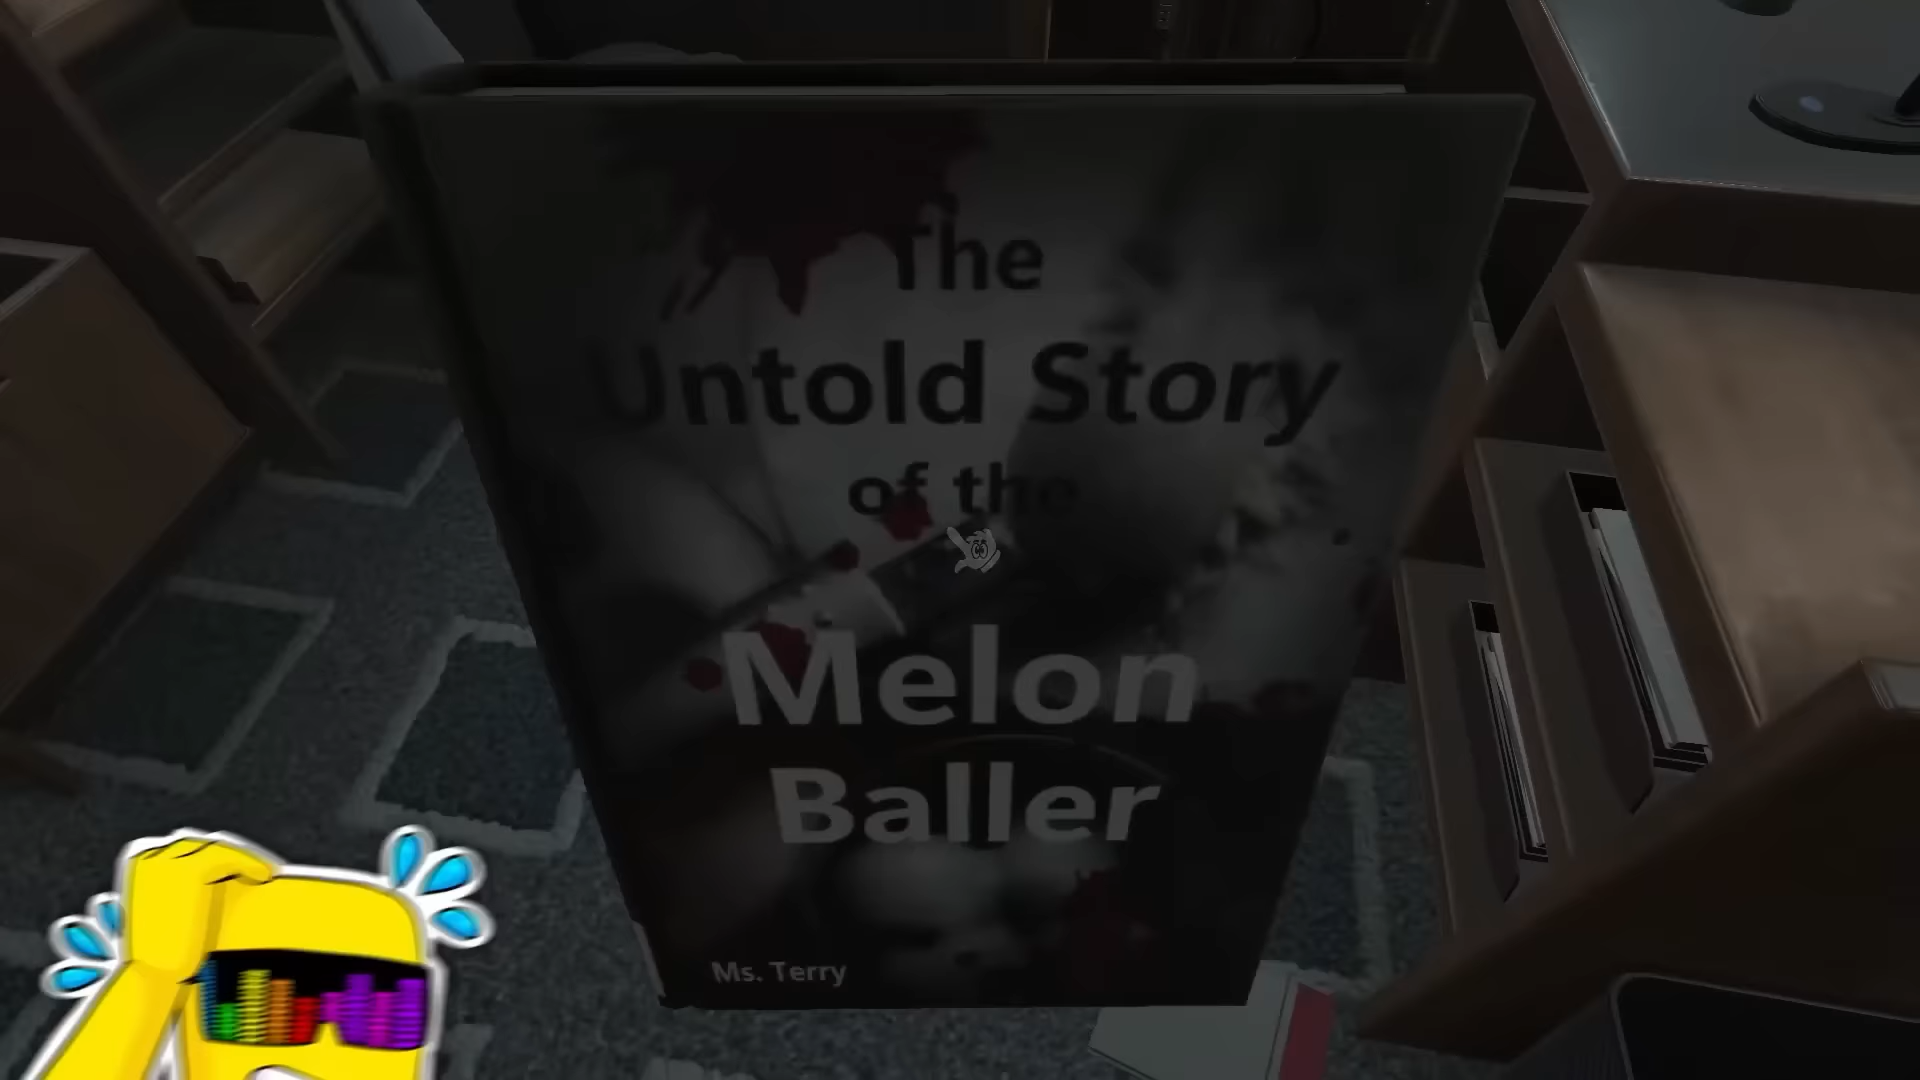 The
Untold Story
of the
Melon
Baller
Ms. Terry